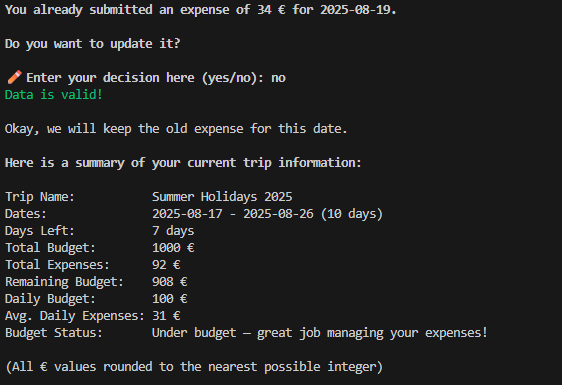 You already submitted an expense of 34 € for 2025-08-19.
Do you want to update it?
Enter your decision here (yes/no): no
Data is valid!
Okay, we will keep the old expense for this date.
Here is a summary of your current trip information:
Trip Name: Summer Holidays 2025
Dates: 2025-08-17 - 2025-08-26 (10 days)
Days Left: 7 days
Total Budget: 1000 €
Total Expenses: 92 €
Remaining Budget: 908 €
Daily Budget: 100 €
Avg. Daily Expenses: 31 €
Budget Status: Under budget — great job managing your expenses!
(All € values rounded to the nearest possible integer)